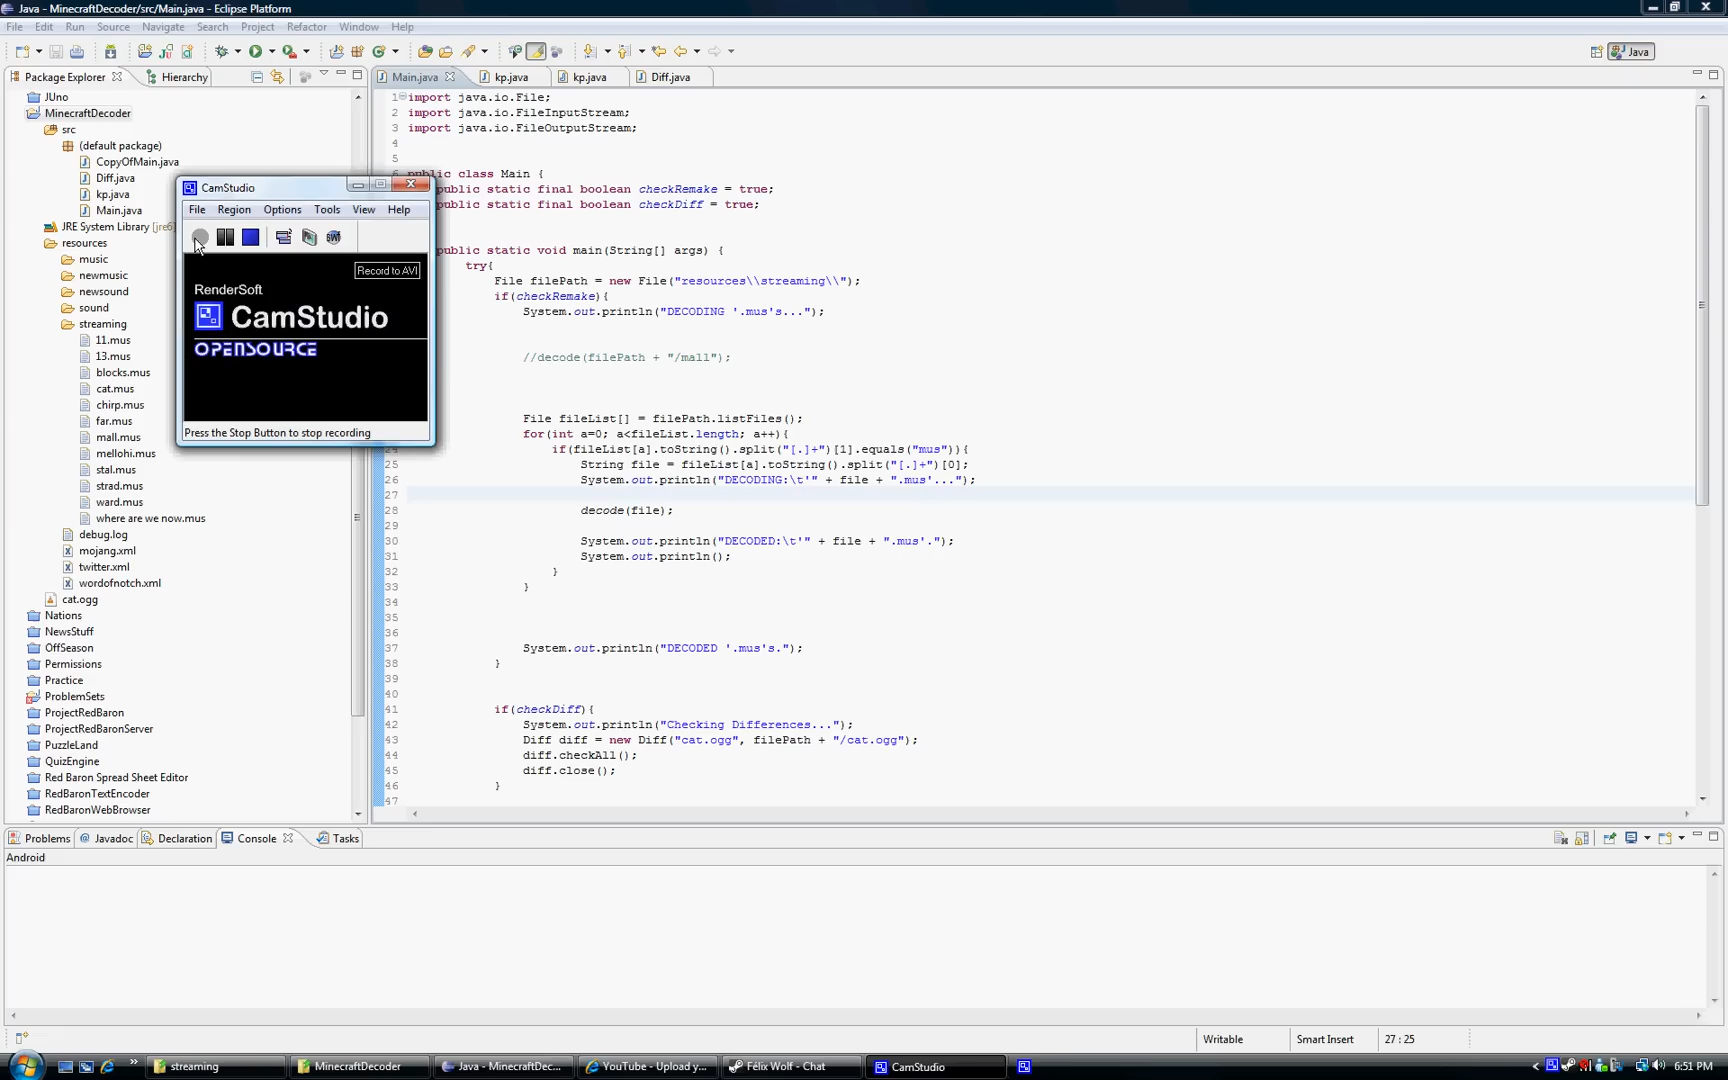 Java - MinecraftDecoder/src/Main.java - Eclipse Platform
File Edit Run Source Navigate Search Project Refactor Window Help
Java
Package Explorer Hierarchy
Main.java kp.java kp.java Diff.java
JUno
MinecraftDecoder
src
(default package)
CopyOfMain.java
Diff.java
kp.java
Main.java
JRE System Library [jre6]
resources
music
newmusic
newsound
sound
streaming
11.mus
13.mus
blocks.mus
cat.mus
chirp.mus
far.mus
mall.mus
mellohi.mus
stal.mus
strad.mus
ward.mus
where are we now.mus
debug.log
mojang.xml
twitter.xml
wordofnotch.xml
cat.ogg
Nations
NewsStuff
OffSeason
Permissions
Practice
ProblemSets
ProjectRedBaron
ProjectRedBaronServer
PuzzleLand
QuizEngine
Red Baron Spread Sheet Editor
RedBaronTextEncoder
RedBaronWebBrowser
CamStudio
File Region Options Tools View Help
SWF
Record to AVI
RenderSoft
CamStudio
OPENSOURCE
Press the Stop Button to stop recording
1 import java.io.File;
2 import java.io.FileInputStream;
3 import java.io.FileOutputStream;
4
5
6 public class Main {
public static final boolean checkRemake = true;
public static final boolean checkDiff = true;
public static void main(String[] args) {
try{
File filePath = new File("resources\\streaming\\");
if(checkRemake){
System.out.println("DECODING '.mus's...");
//decode(filePath + "/mall");
File fileList[] = filePath.listFiles();
for(int a=0; a<fileList.length; a++){
24 if(fileList[a].toString().split("[.]+")[1].equals("mus")){
25 String file = fileList[a].toString().split("[.]+")[0];
26 System.out.println("DECODING:\t'" + file + ".mus'...");
27
28 decode(file);
29
30 System.out.println("DECODED:\t'" + file + ".mus'.");
31 System.out.println();
32 }
33 }
34
35
36
37 System.out.println("DECODED '.mus's.");
38 }
39
40
41 if(checkDiff){
42 System.out.println("Checking Differences...");
43 Diff diff = new Diff("cat.ogg", filePath + "/cat.ogg");
44 diff.checkAll();
45 diff.close();
46 }
47
Problems @ Javadoc Declaration Console Tasks
Android
Writable Smart Insert 27 : 25
streaming MinecraftDecoder Java - MinecraftDec... YouTube - Upload y... Félix Wolf - Chat CamStudio 6:51 PM